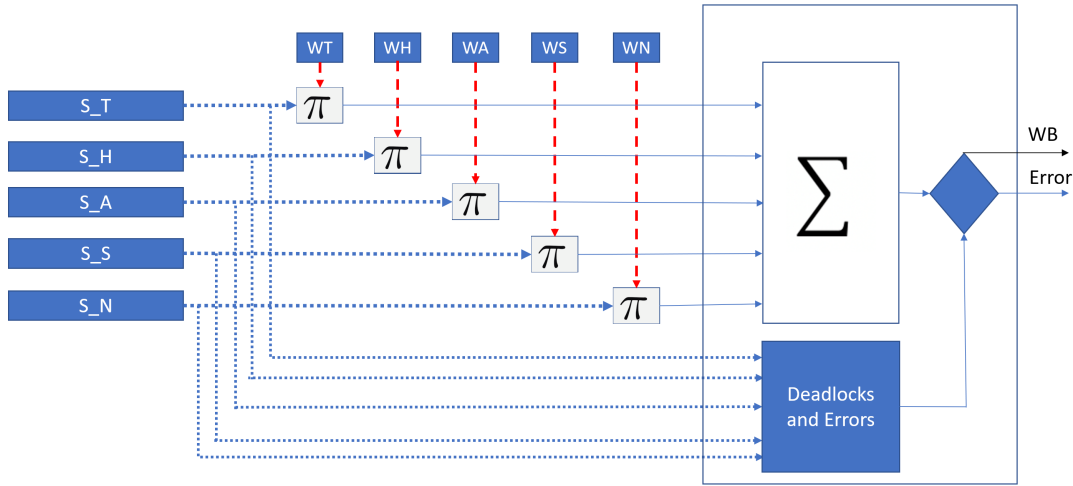 WT WH WA WS WN
S_T
π
S_H
π
S_A
π
S_S
π
S_N
π
∑
WB
Error
Deadlocks
and Errors